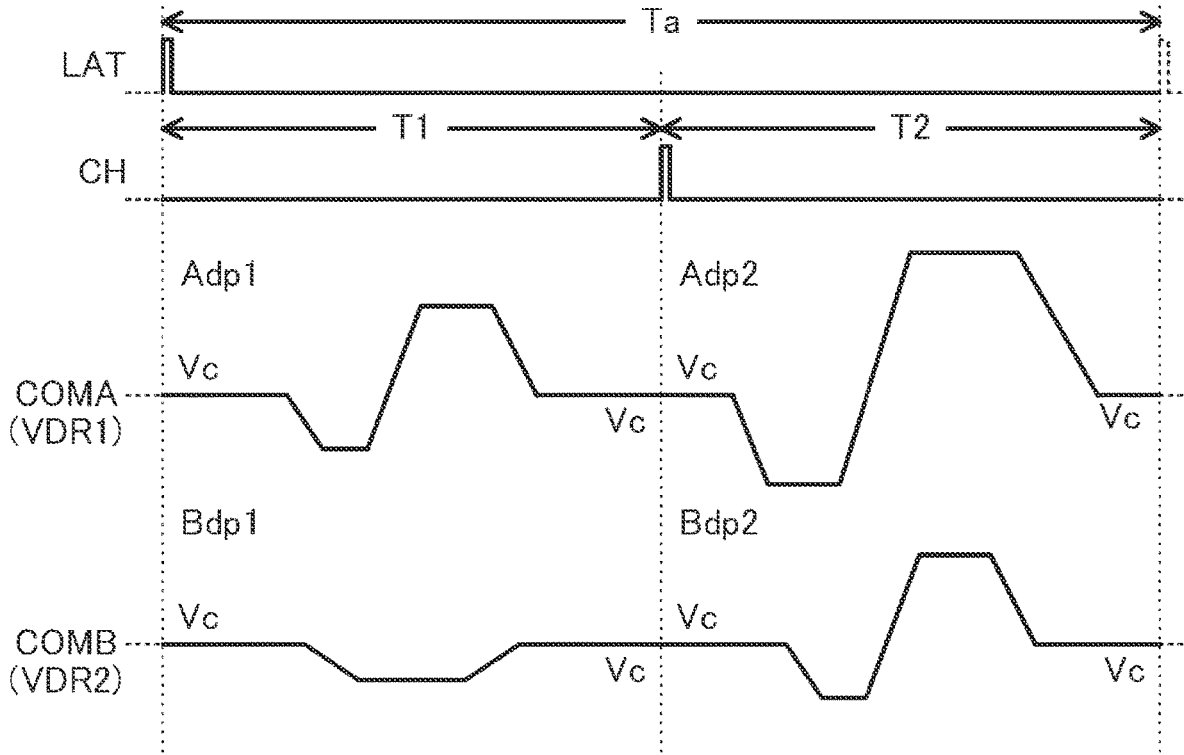 Ta
LAT
T1 T2
CH
Adp1 Adp2
Vc Vc
COMA
(VDR1)
Vc Vc
Bdp1 Bdp2
Vc Vc
COMB
(VDR2)
Vc Vc